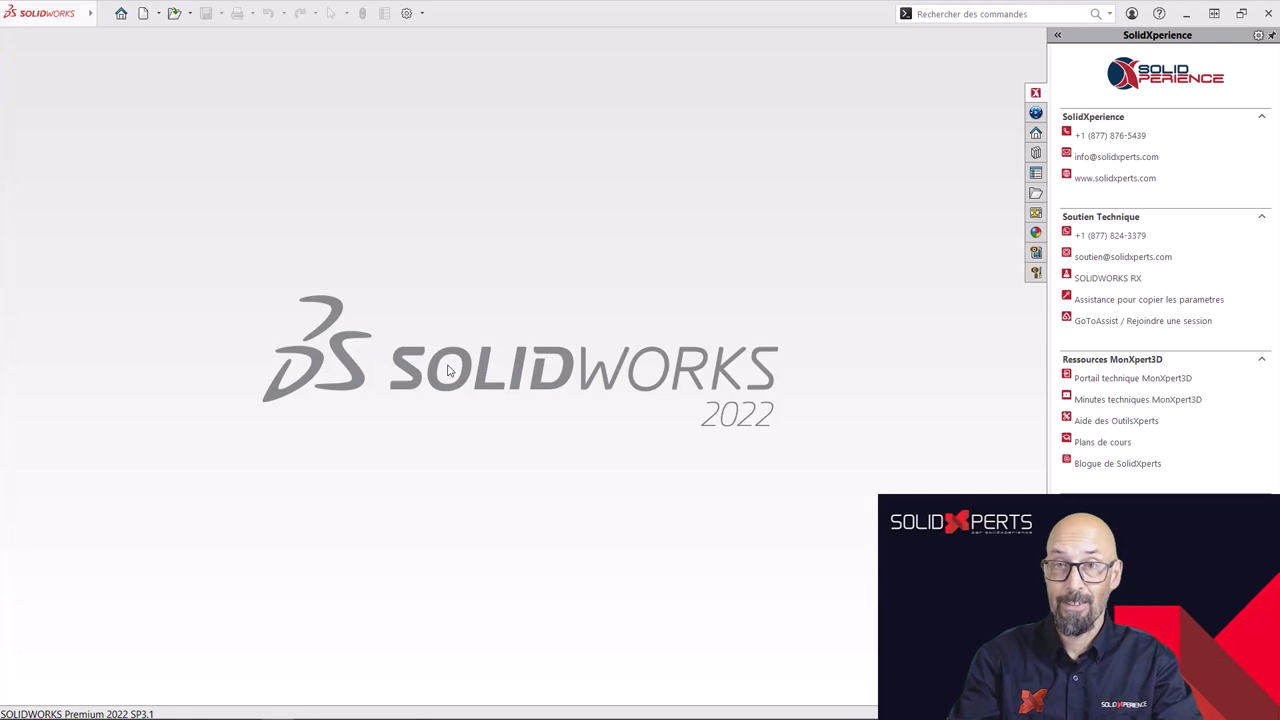 SOLIDWORKS
Rechercher des commandes
SolidXperience
SOLID
XPERIENCE
SolidXperience
+1 (877) 876-5439
info@solidxperts.com
www.solidxperts.com
Soutien Technique
+1 (877) 824-3379
soutien@solidxperts.com
SOLIDWORKS RX
Assistance pour copier les parametres
GoToAssist / Rejoindre une session
Ressources MonXpert3D
Portail technique MonXpert3D
Minutes techniques MonXpert3D
Aide des OutilsXperts
Plans de cours
Blogue de SolidXperts
SOLIDWORKS
2022
SOLIDXPERTS
par solidxperience
SOLIDXPERIENCE
SOLIDWORKS Premium 2022 SP3.1